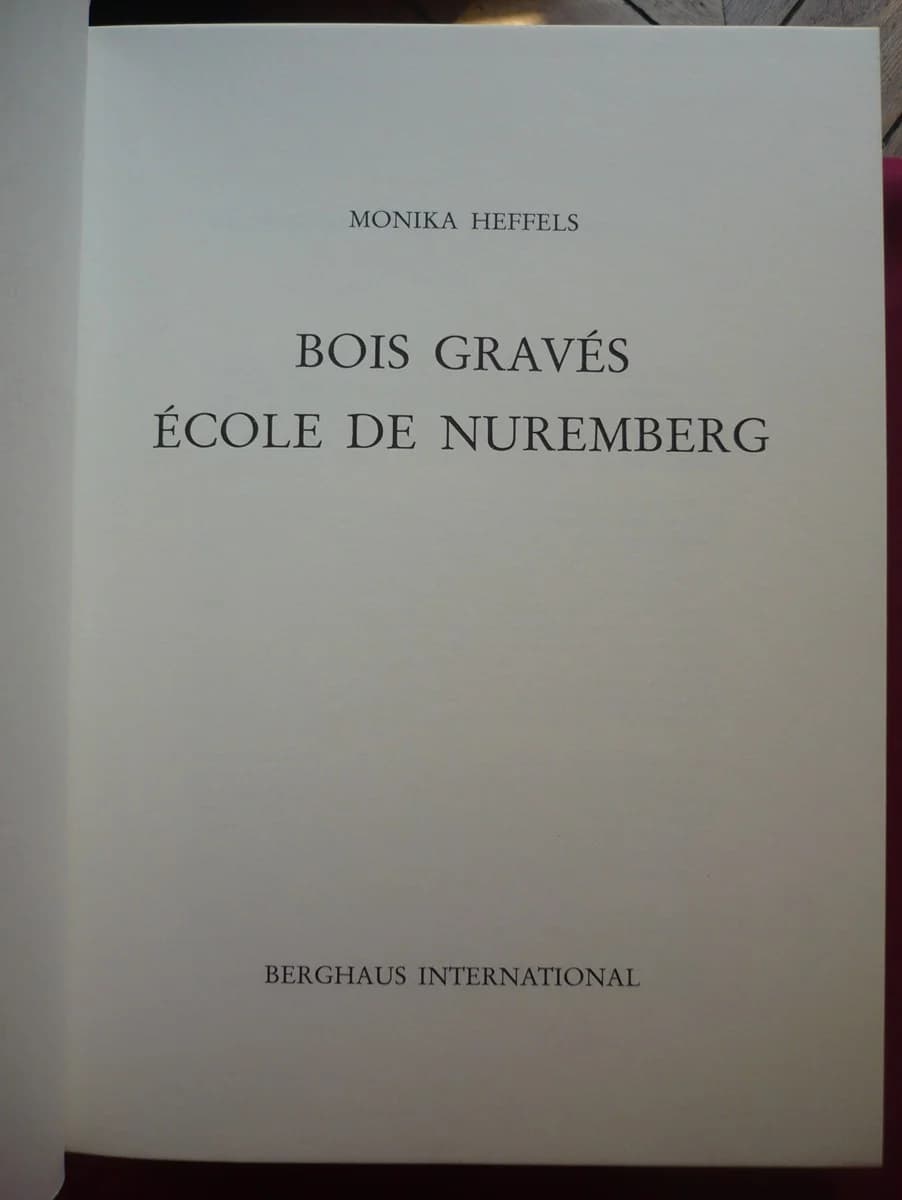 MONIKA HEFFELS
BOIS GRAVÉS
ÉCOLE DE NUREMBERG
BERGHAUS INTERNATIONAL